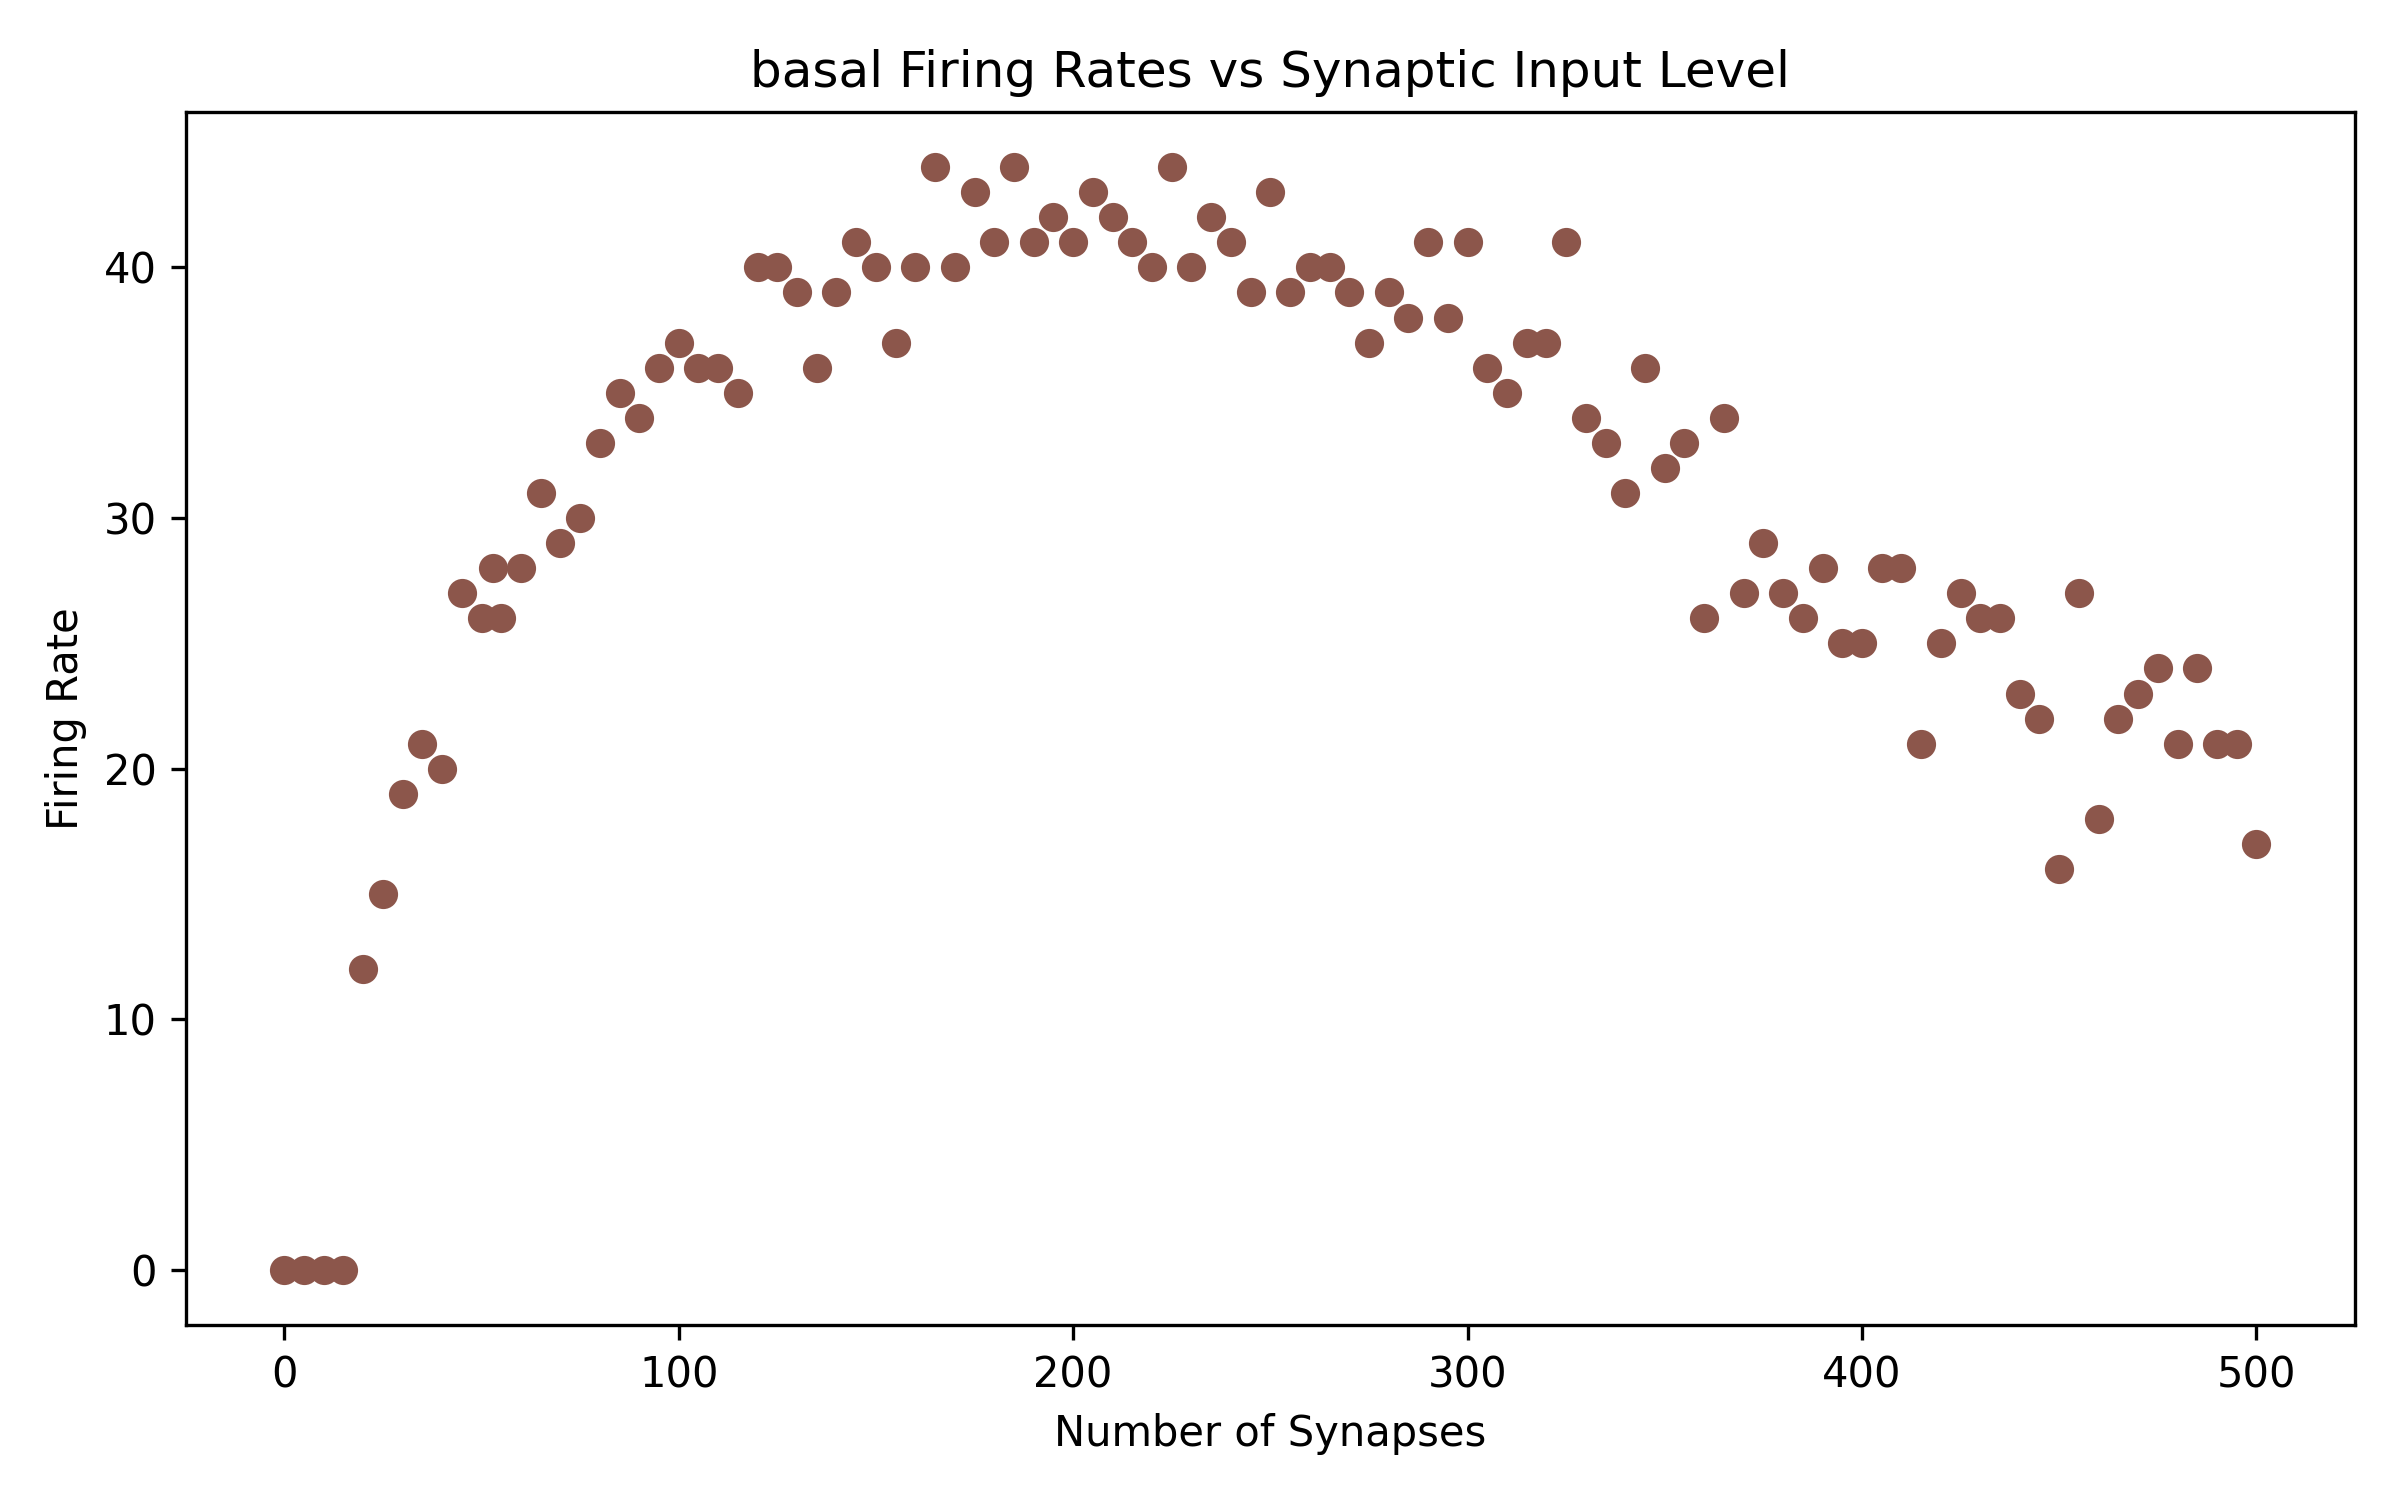 basal Firing Rates vs Synaptic Input Level
Firing Rate
40
30
20
10
0
0 100 200 300 400 500
Number of Synapses